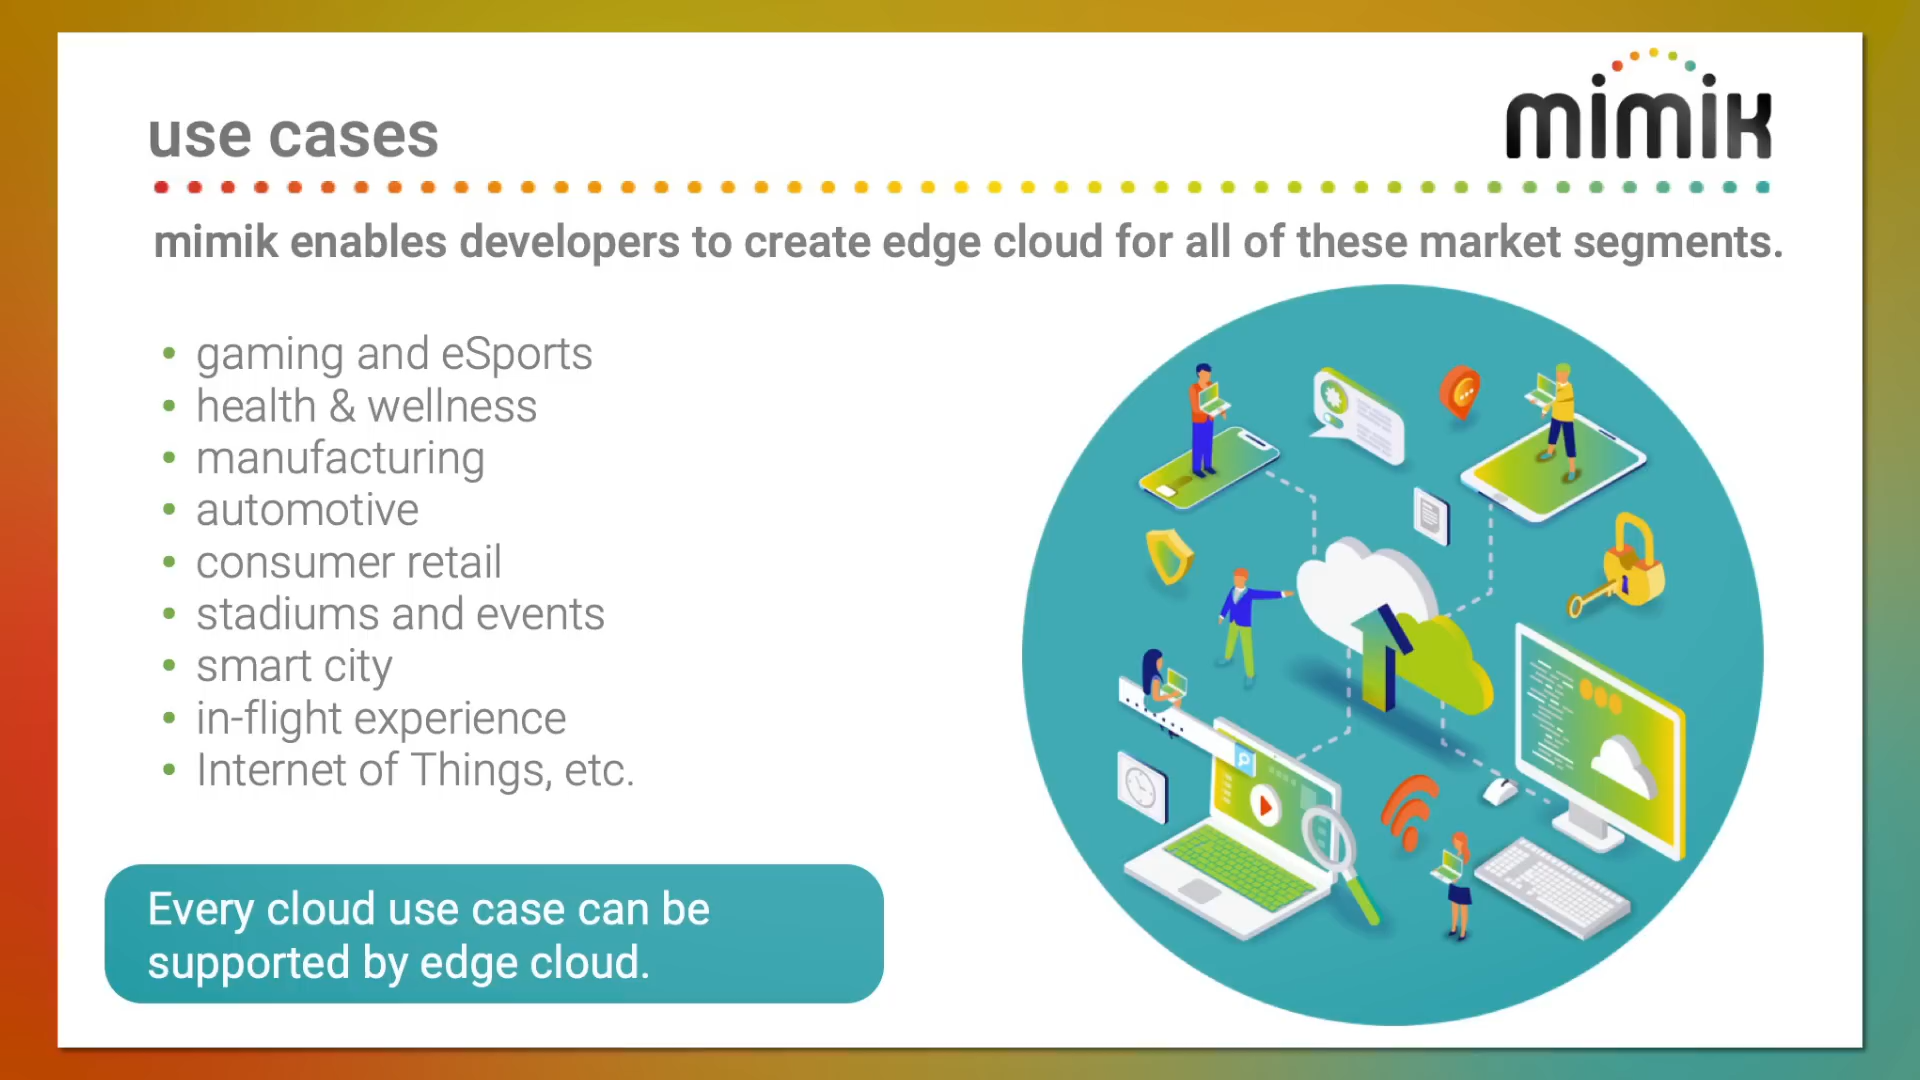 mimik
use cases
mimik enables developers to create edge cloud for all of these market segments.
• gaming and eSports
• health & wellness
• manufacturing
• automotive
• consumer retail
• stadiums and events
• smart city
• in-flight experience
• Internet of Things, etc.
Every cloud use case can be
supported by edge cloud.